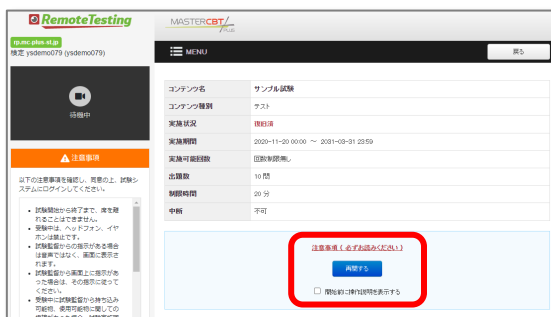 RemoteTesting
rp.msc-plus-st.jp
検定 ysdemo079 (ysdemo079)
待機中
注意事項
以下の注意事項を確認し、同意の上、試験システムにログインしてください。
• 試験開始から終了まで、席を離れることはできません。
• 受験中は、ヘッドフォン、イヤホンは禁止です。
• 試験監督からの指示がある場合は音声ではなく、画面に表示されます。
• 試験監督から画面上に指示があった場合は、その指示に従ってください。
• 受験中に試験監督から持ち込み可能物、使用可能物に関しての
MASTERCBT
PLUS
MENU
戻る
コンテンツ名 サンプル試験
コンテンツ種別 テスト
実施状況 復旧済
実施期間 2020-11-20 00:00 ～ 2031-03-31 23:59
実施可能回数 回数制限無し
出題数 10 問
制限時間 20 分
中断 不可
注意事項 ( 必ずお読みください )
再開する
開始前に操作説明を表示する